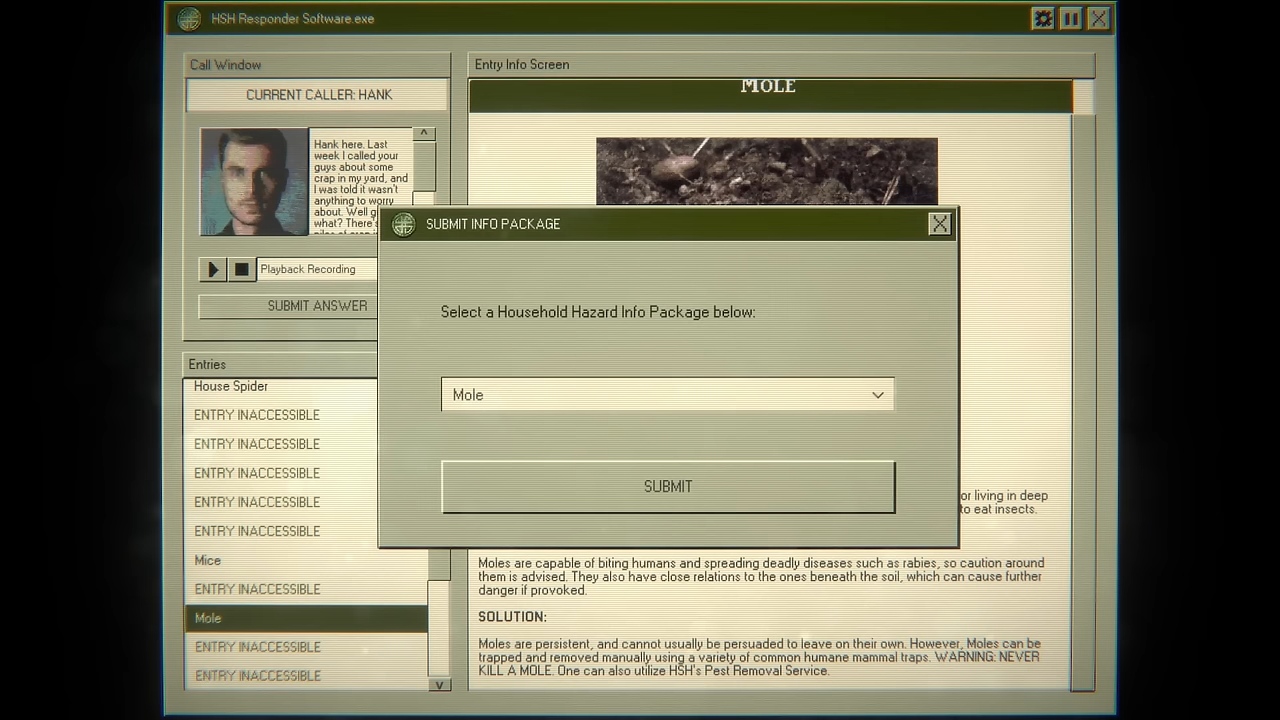 HSH Responder Software.exe
Call Window
CURRENT CALLER: HANK
Hank here. Last
week I called your
guys about some
crap in my yard, and
I was told it wasn't
anything to worry
about. Well
what? There's
Playback Recording
SUBMIT ANSWER
Entries
House Spider
ENTRY INACCESSIBLE
ENTRY INACCESSIBLE
ENTRY INACCESSIBLE
ENTRY INACCESSIBLE
ENTRY INACCESSIBLE
Mice
ENTRY INACCESSIBLE
Mole
ENTRY INACCESSIBLE
ENTRY INACCESSIBLE
Entry Info Screen
MOLE
SUBMIT INFO PACKAGE
Select a Household Hazard Info Package below:
Mole
SUBMIT
or living in deep
to eat insects.
Moles are capable of biting humans and spreading deadly diseases such as rabies, so caution around
them is advised. They also have close relations to the ones beneath the soil, which can cause further
danger if provoked.
SOLUTION:
Moles are persistent, and cannot usually be persuaded to leave on their own. However, Moles can be
trapped and removed manually using a variety of common humane mammal traps. WARNING: NEVER
KILL A MOLE. One can also utilize HSH's Pest Removal Service.